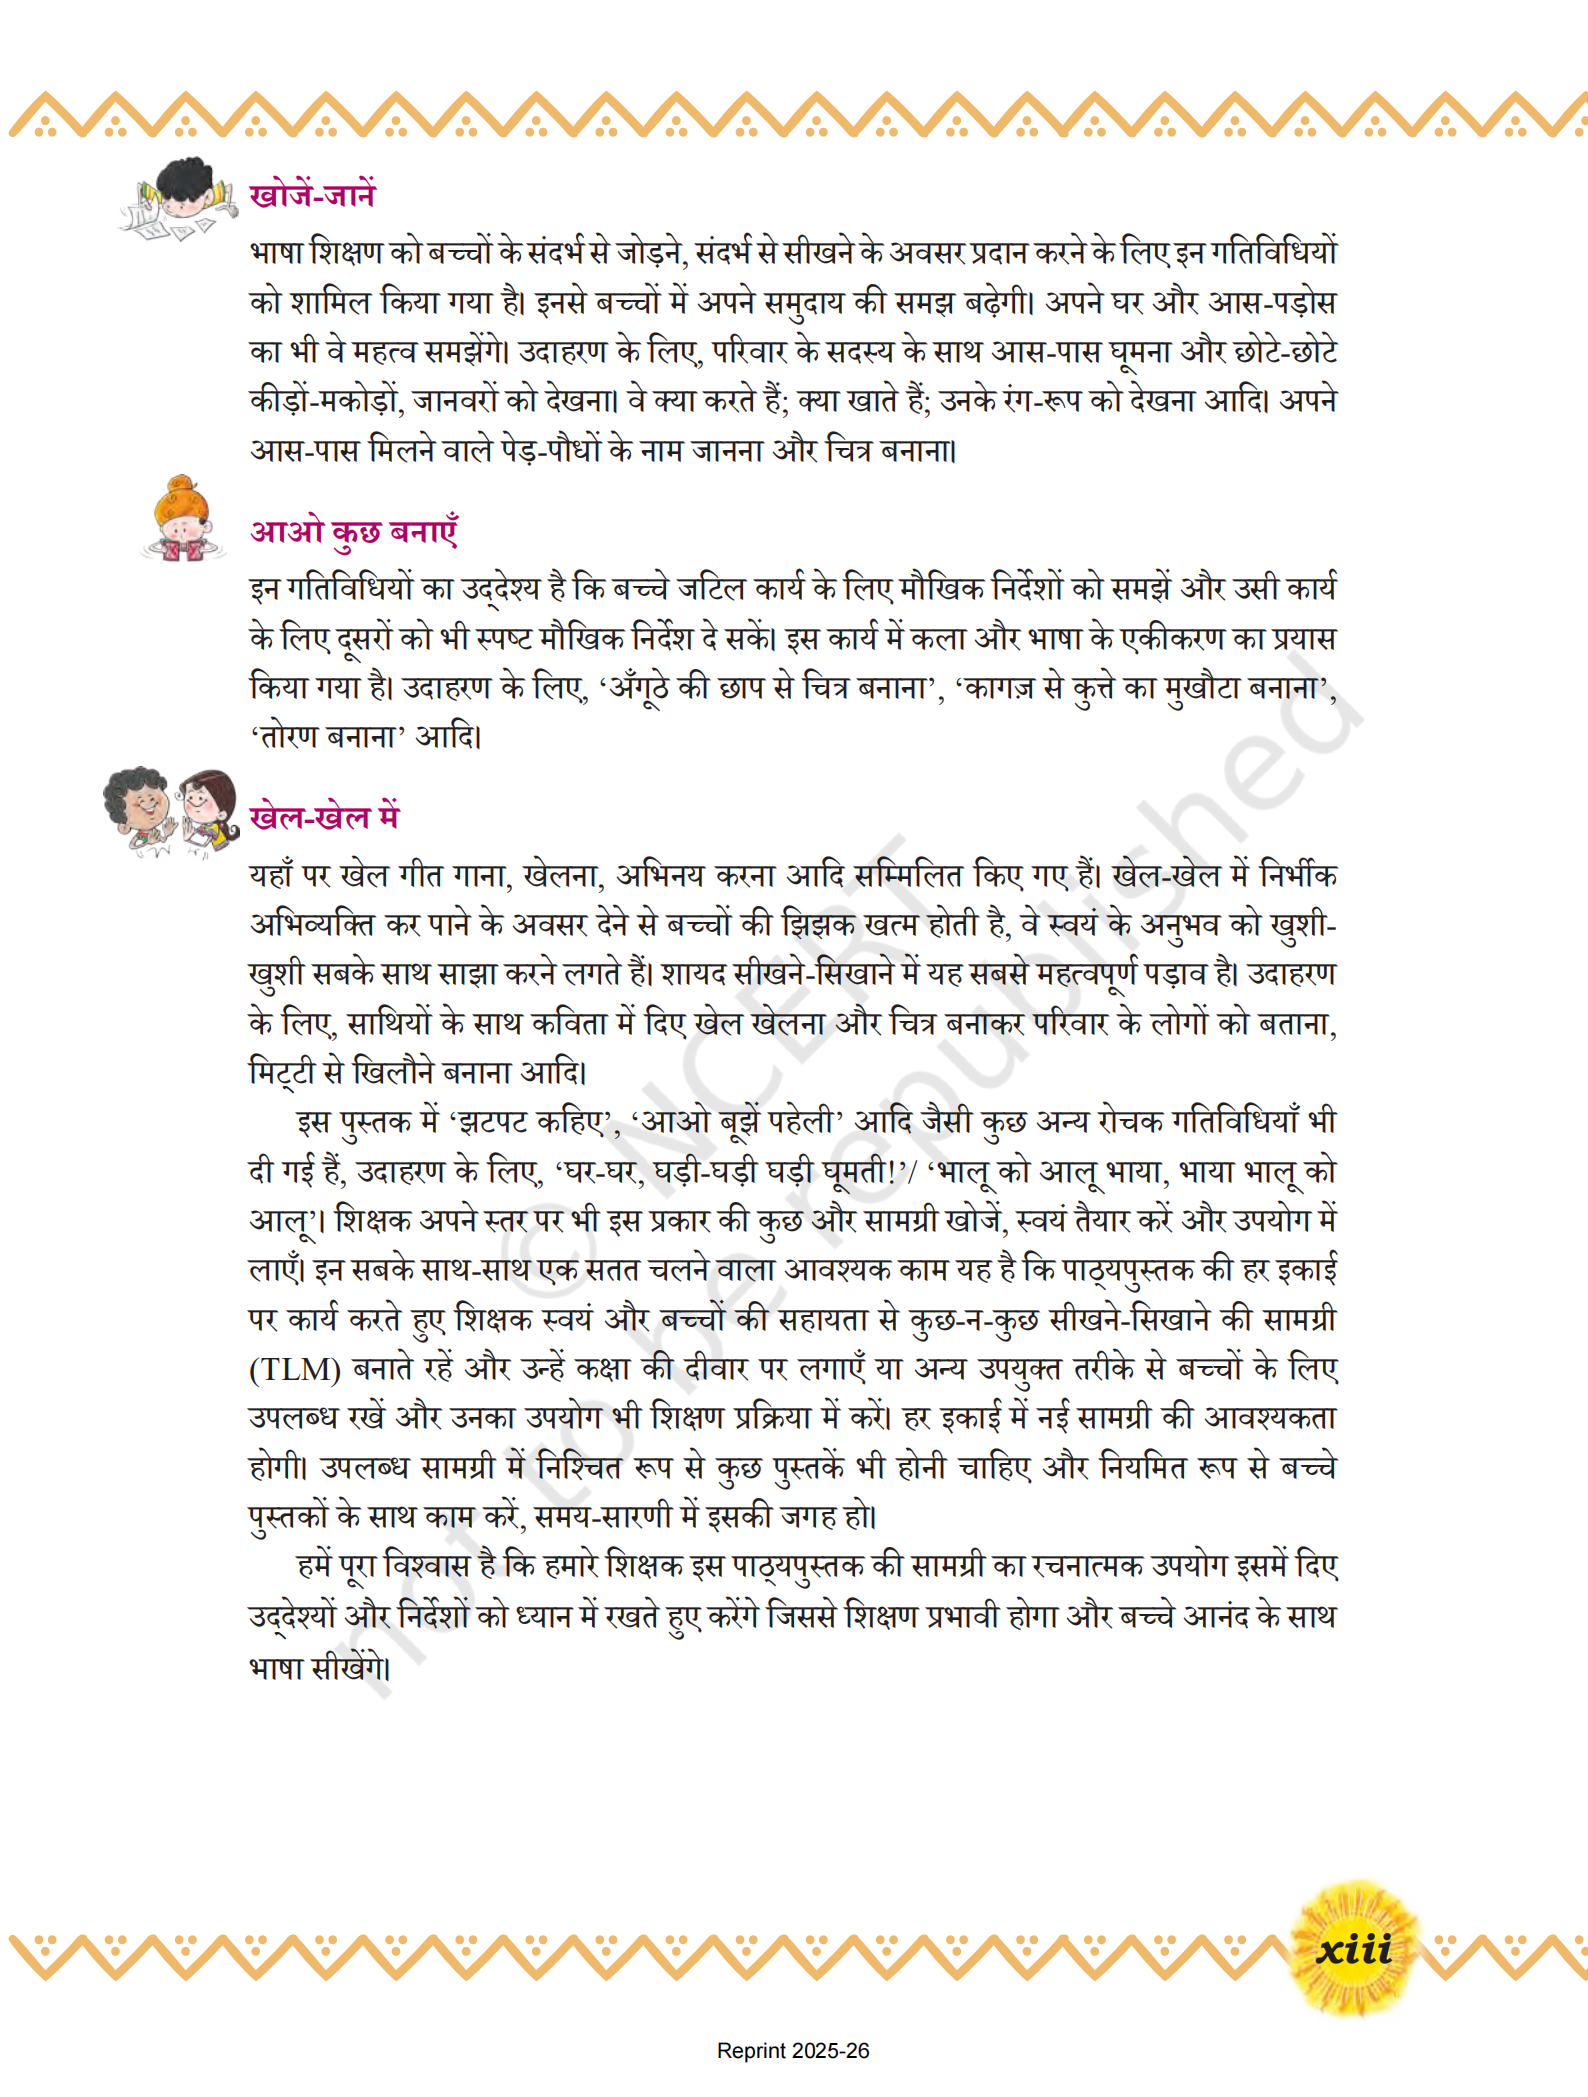 खोजें-जानें
भाषा शिक्षण को बच्चों के संदर्भ से जोड़ने, संदर्भ से सीखने के अवसर प्रदान करने के लिए इन गतिविधियों
को शामिल किया गया है। इनसे बच्चों में अपने समुदाय की समझ बढ़ेगी। अपने घर और आस-पड़ोस
का भी वे महत्व समझेंगे। उदाहरण के लिए, परिवार के सदस्य के साथ आस-पास घूमना और छोटे-छोटे
कीड़ों-मकोड़ों, जानवरों को देखना। वे क्या करते हैं; क्या खाते हैं; उनके रंग-रूप को देखना आदि। अपने
आस-पास मिलने वाले पेड़-पौधों के नाम जानना और चित्र बनाना।
आओ कुछ बनाएँ
इन गतिविधियों का उद्देश्य है कि बच्चे जटिल कार्य के लिए मौखिक निर्देशों को समझें और उसी कार्य
के लिए दूसरों को भी स्पष्ट मौखिक निर्देश दे सकें। इस कार्य में कला और भाषा के एकीकरण का प्रयास
किया गया है। उदाहरण के लिए, ‘अँगूठे की छाप से चित्र बनाना’, ‘कागज़ से कुत्ते का मुखौटा बनाना’,
‘तोरण बनाना’ आदि।
खेल-खेल में
यहाँ पर खेल गीत गाना, खेलना, अभिनय करना आदि सम्मिलित किए गए हैं। खेल-खेल में निर्भीक
अभिव्यक्ति कर पाने के अवसर देने से बच्चों की झिझक खत्म होती है, वे स्वयं के अनुभव को खुशी-
खुशी सबके साथ साझा करने लगते हैं। शायद सीखने-सिखाने में यह सबसे महत्वपूर्ण पड़ाव है। उदाहरण
के लिए, साथियों के साथ कविता में दिए खेल खेलना और चित्र बनाकर परिवार के लोगों को बताना,
मिट्टी से खिलौने बनाना आदि।
इस पुस्तक में ‘झटपट कहिए’, ‘आओ बूझें पहेली’ आदि जैसी कुछ अन्य रोचक गतिविधियाँ भी
दी गई हैं, उदाहरण के लिए, ‘घर-घर, घड़ी-घड़ी घड़ी घूमती!’/ ‘भालू को आलू भाया, भाया भालू को
आलू’। शिक्षक अपने स्तर पर भी इस प्रकार की कुछ और सामग्री खोजें, स्वयं तैयार करें और उपयोग में
लाएँ। इन सबके साथ-साथ एक सतत चलने वाला आवश्यक काम यह है कि पाठ्यपुस्तक की हर इकाई
पर कार्य करते हुए शिक्षक स्वयं और बच्चों की सहायता से कुछ-न-कुछ सीखने-सिखाने की सामग्री
(TLM) बनाते रहें और उन्हें कक्षा की दीवार पर लगाएँ या अन्य उपयुक्त तरीके से बच्चों के लिए
उपलब्ध रखें और उनका उपयोग भी शिक्षण प्रक्रिया में करें। हर इकाई में नई सामग्री की आवश्यकता
होगी। उपलब्ध सामग्री में निश्चित रूप से कुछ पुस्तकें भी होनी चाहिए और नियमित रूप से बच्चे
पुस्तकों के साथ काम करें, समय-सारणी में इसकी जगह हो।
हमें पूरा विश्वास है कि हमारे शिक्षक इस पाठ्यपुस्तक की सामग्री का रचनात्मक उपयोग इसमें दिए
उद्देश्यों और निर्देशों को ध्यान में रखते हुए करेंगे जिससे शिक्षण प्रभावी होगा और बच्चे आनंद के साथ
भाषा सीखेंगे।
© NCERT
not to be republished
xiii
Reprint 2025-26